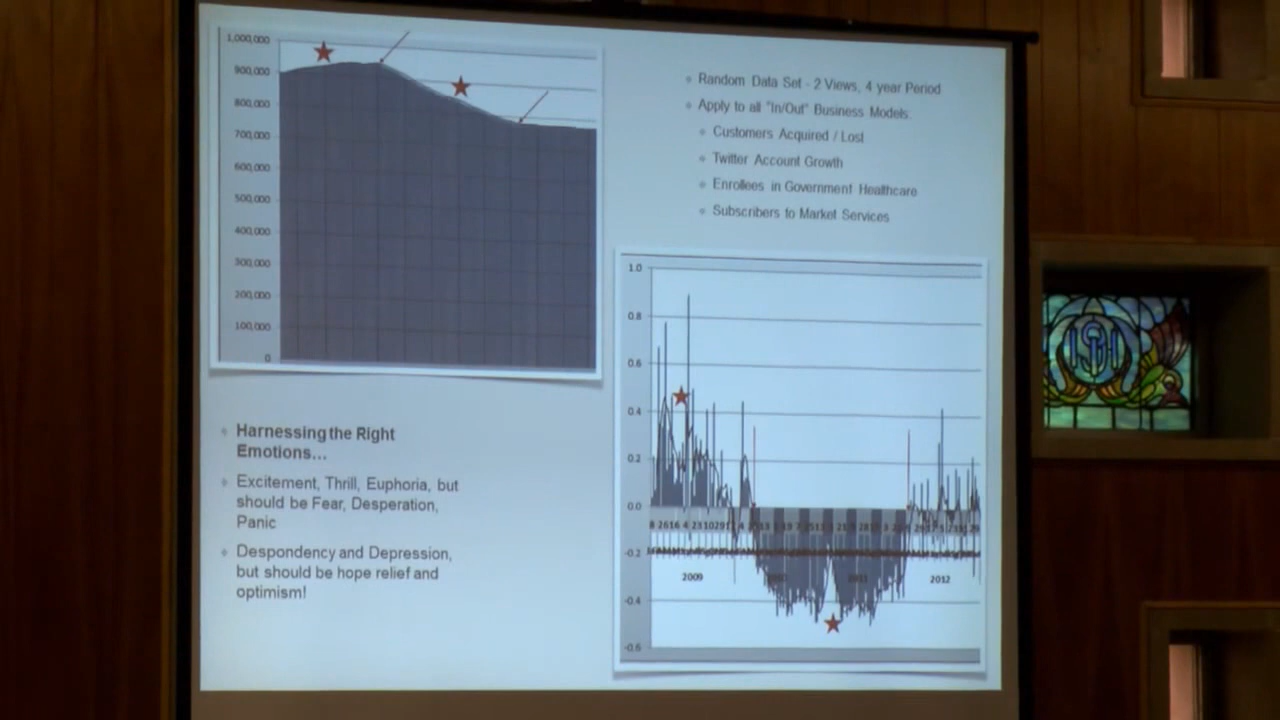 1,000,000
900,000
800,000
700,000
600,000
500,000
400,000
300,000
200,000
100,000
0
Random Data Set - 2 Views, 4 year Period
Apply to all "In/Out" Business Models:
Customers Acquired / Lost
Twitter Account Growth
Enrollees in Government Healthcare
Subscribers to Market Services
Harnessing the Right
Emotions...
Excitement, Thrill, Euphoria, but
should be Fear, Desperation,
Panic
Despondency and Depression,
but should be hope relief and
optimism!
1.0
0.8
0.6
0.4
0.2
0.0
-0.2
-0.4
-0.6
2009
2012